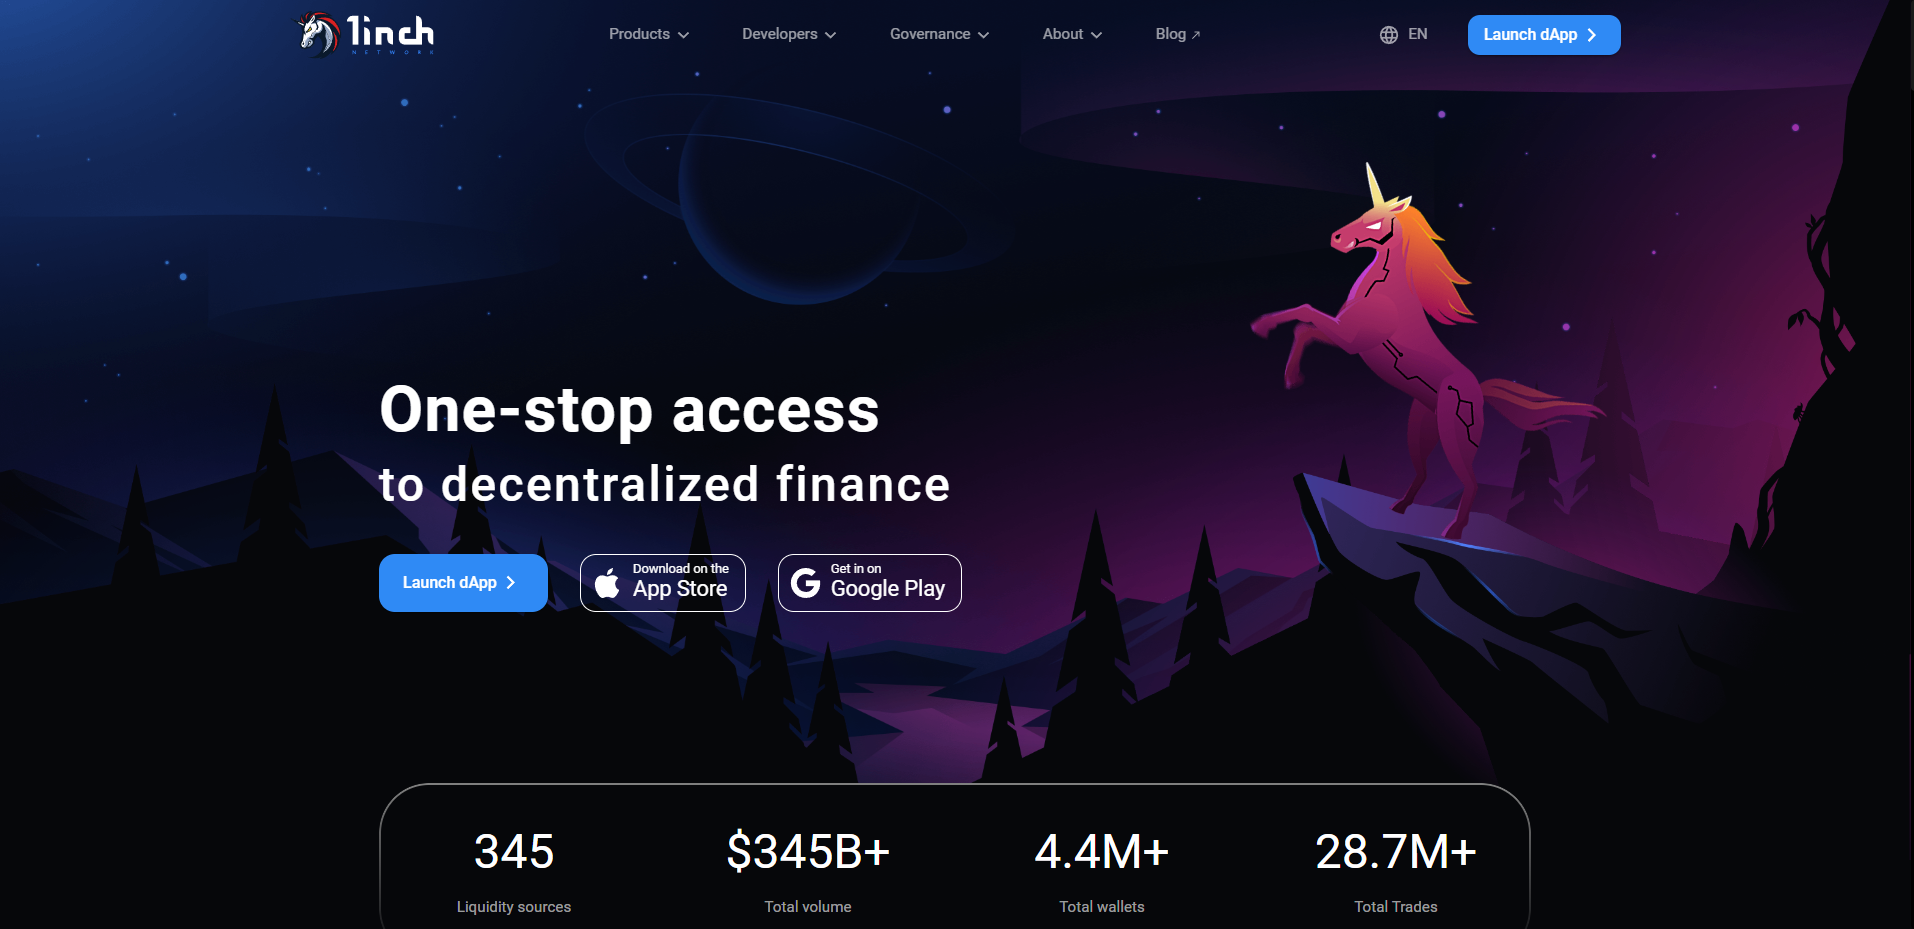 1inch
NETWORK
Products
Developers
Governance
About
Blog ↗
EN
Launch dApp
One-stop access
to decentralized finance
Launch dApp
Download on the
App Store
Get in on
Google Play
345
$345B+
4.4M+
28.7M+
Liquidity sources
Total volume
Total wallets
Total Trades